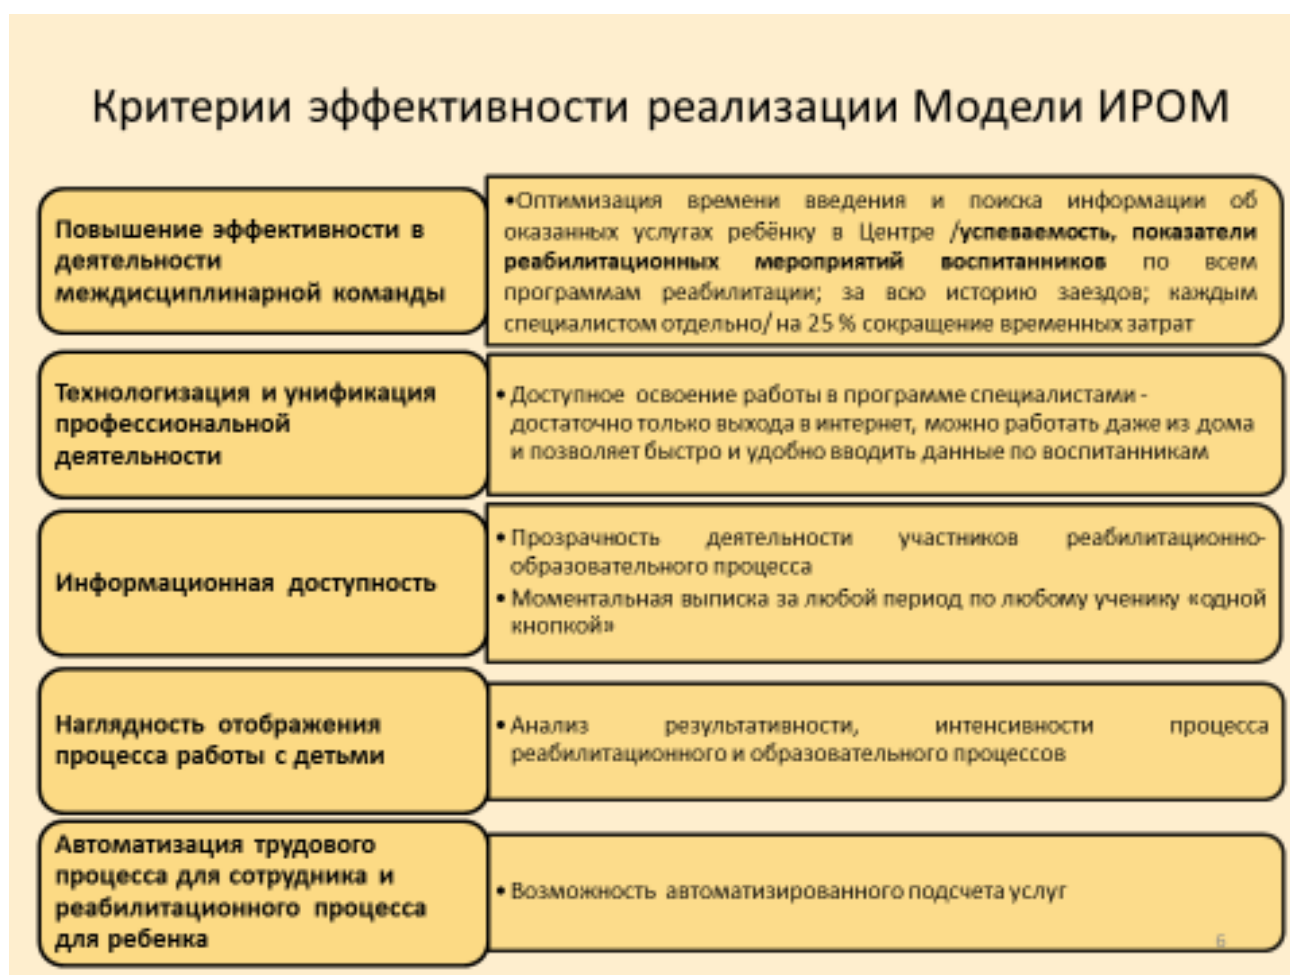 Критерии эффективности реализации Модели ИРОМ
Повышение эффективности в
деятельности
междисциплинарной команды
•Оптимизация времени введения и поиска информации об
оказанных услугах ребёнку в Центре /успеваемость, показатели
реабилитационных мероприятий воспитанников по всем
программам реабилитации; за всю историю заездов; каждым
специалистом отдельно/ на 25 % сокращение временных затрат
Технологизация и унификация
профессиональной
деятельности
• Доступное освоение работы в программе специалистами -
достаточно только выхода в интернет, можно работать даже из дома
и позволяет быстро и удобно вводить данные по воспитанникам
Информационная доступность
• Прозрачность деятельности участников реабилитационно-
образовательного процесса
• Моментальная выписка за любой период по любому ученику «одной
кнопкой»
Наглядность отображения
процесса работы с детьми
• Анализ результативности, интенсивности процесса
реабилитационного и образовательного процессов
Автоматизация трудового
процесса для сотрудника и
реабилитационного процесса
для ребенка
• Возможность автоматизированного подсчета услуг
6